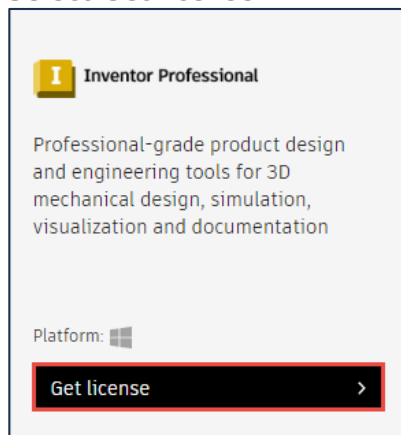 I Inventor Professional
Professional-grade product design
and engineering tools for 3D
mechanical design, simulation,
visualization and documentation
Platform:
Get license